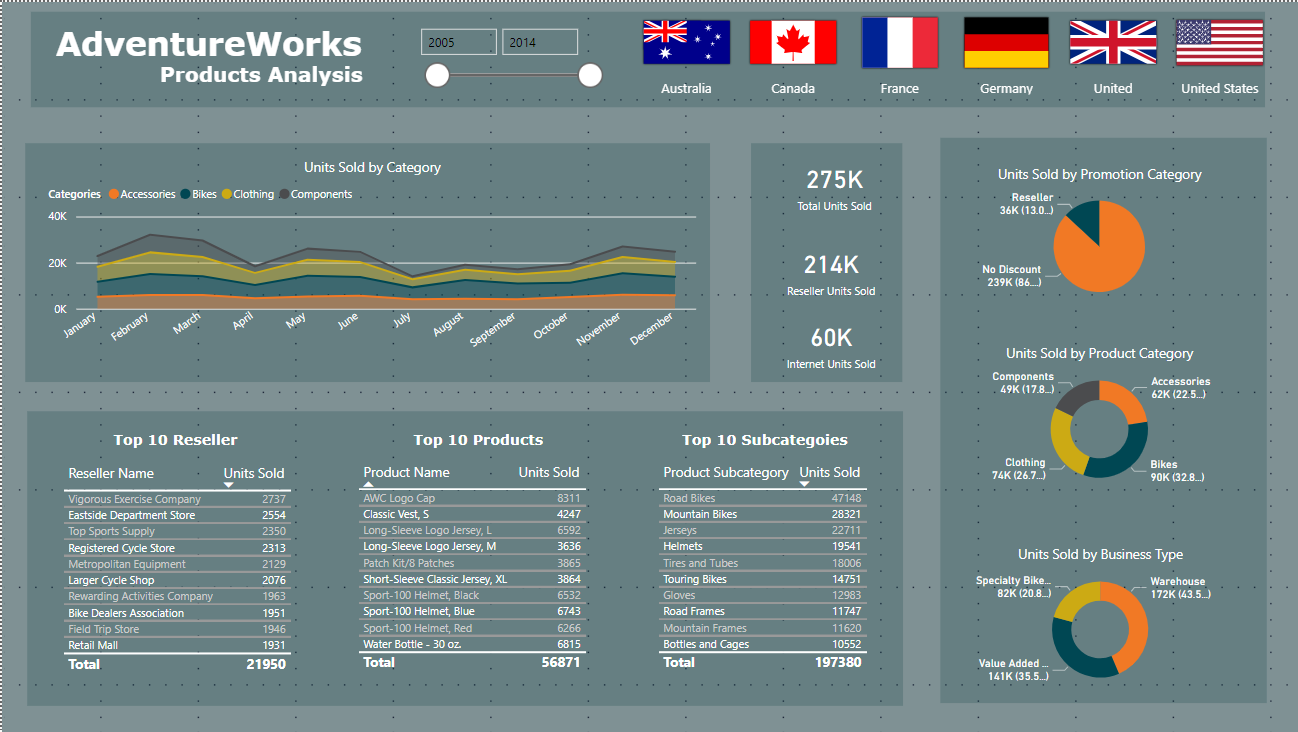 AdventureWorks
Products Analysis
2005 2014
Australia Canada France Germany United United States
Units Sold by Category
Categories Accessories Bikes Clothing Components
40K
20K
0K
January February March April May June July August September October November December
275K
Total Units Sold
214K
Reseller Units Sold
60K
Internet Units Sold
Units Sold by Promotion Category
Reseller
36K (13.0...)
No Discount
239K (86....)
Units Sold by Product Category
Components
49K (17.8...)
Accessories
62K (22.5...)
Clothing
74K (26.7...)
Bikes
90K (32.8...)
Units Sold by Business Type
Specialty Bike...
82K (20.8...)
Warehouse
172K (43.5...)
Value Added ...
141K (35.5...)
Top 10 Reseller
Reseller Name Units Sold
Vigorous Exercise Company 2737
Eastside Department Store 2554
Top Sports Supply 2350
Registered Cycle Store 2313
Metropolitan Equipment 2129
Larger Cycle Shop 2076
Rewarding Activities Company 1963
Bike Dealers Association 1951
Field Trip Store 1946
Retail Mall 1931
Total 21950
Top 10 Products
Product Name Units Sold
AWC Logo Cap 8311
Classic Vest, S 4247
Long-Sleeve Logo Jersey, L 6592
Long-Sleeve Logo Jersey, M 3636
Patch Kit/8 Patches 3865
Short-Sleeve Classic Jersey, XL 3864
Sport-100 Helmet, Black 6532
Sport-100 Helmet, Blue 6743
Sport-100 Helmet, Red 6266
Water Bottle - 30 oz. 6815
Total 56871
Top 10 Subcategoies
Product Subcategory Units Sold
Road Bikes 47148
Mountain Bikes 28321
Jerseys 22711
Helmets 19541
Tires and Tubes 18006
Touring Bikes 14751
Gloves 12983
Road Frames 11747
Mountain Frames 11620
Bottles and Cages 10552
Total 197380